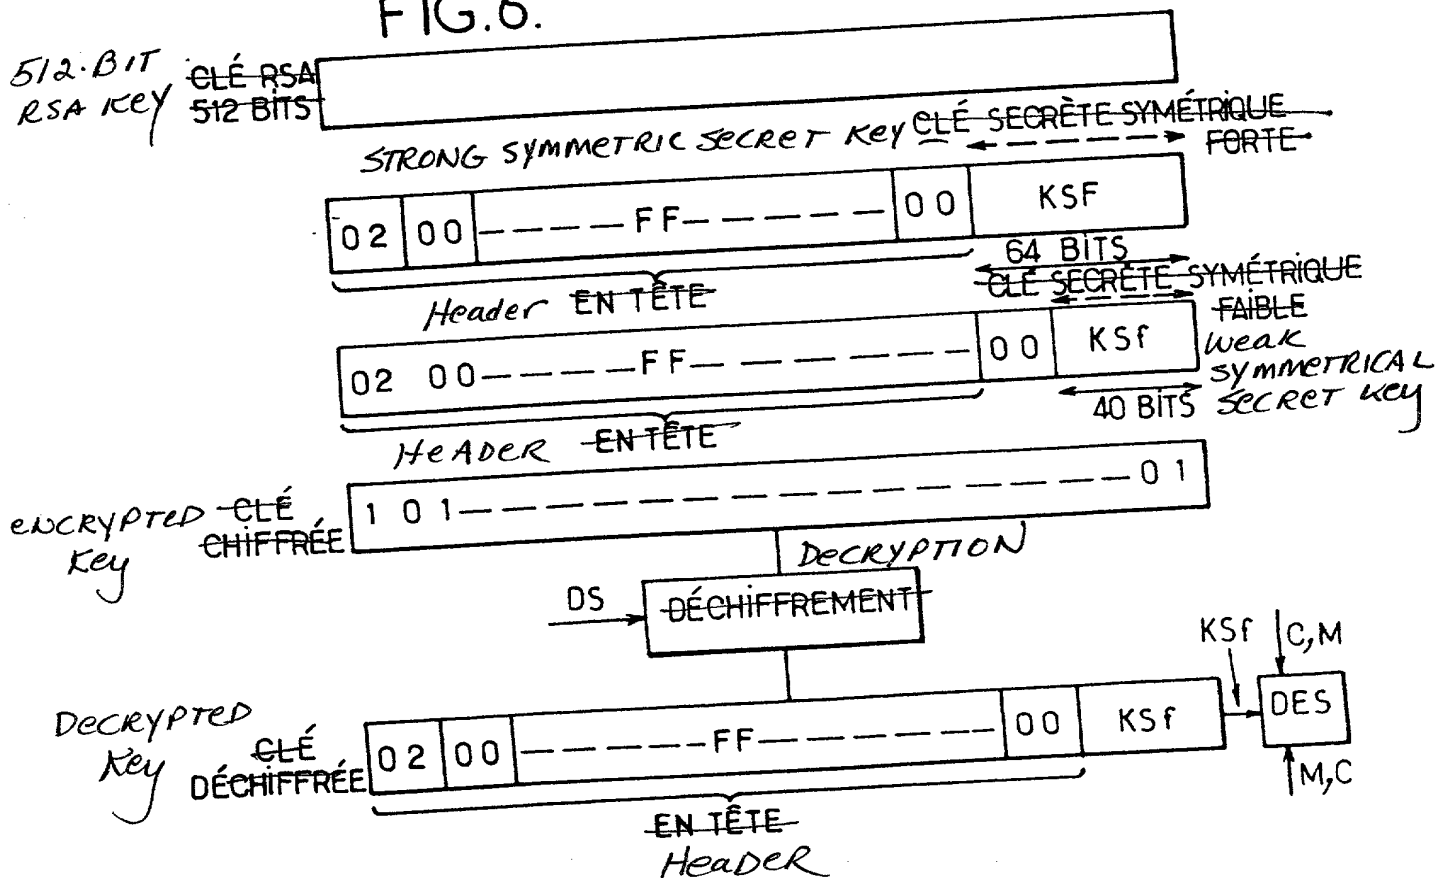 FIG.6.
512.BIT
RSA Key
CLÉ RSA
512 BITS
STRONG SYMMETRIC SECRET Key
CLÉ SECRÈTE SYMÉTRIQUE
FORTE
02 00 -----FF------ 00 KSF
64 BITS
Header EN TÊTE
CLÉ SECRÈTE SYMÉTRIQUE
FAIBLE
weak
symmetrical
secret key
02 00-----FF-------- 00 KSf
40 BITS
HeADER EN TÊTE
eNCRYPTED
Key
CLÉ
CHIFFRÉE
1 0 1-----------------0 1
DeCRYPTION
DS
DÉCHIFFREMENT
KSf
C,M
DeCRYPTeD
Key
CLÉ
DÉCHIFFRÉE
02 00 -------FF-------- 00 KSf
DES
M,C
EN TÊTE
HeaDeR